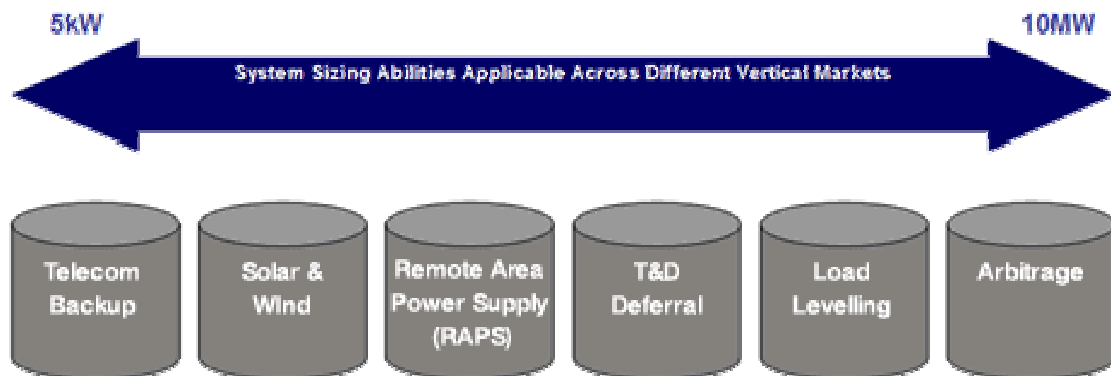 5kW
10MW
System Sizing Abilities Applicable Across Different Vertical Markets
Telecom
Backup
Solar &
WInd
Remote Area
Power Supply
(RAPS)
T&D
Deferral
Load
Levelling
Arbitrage